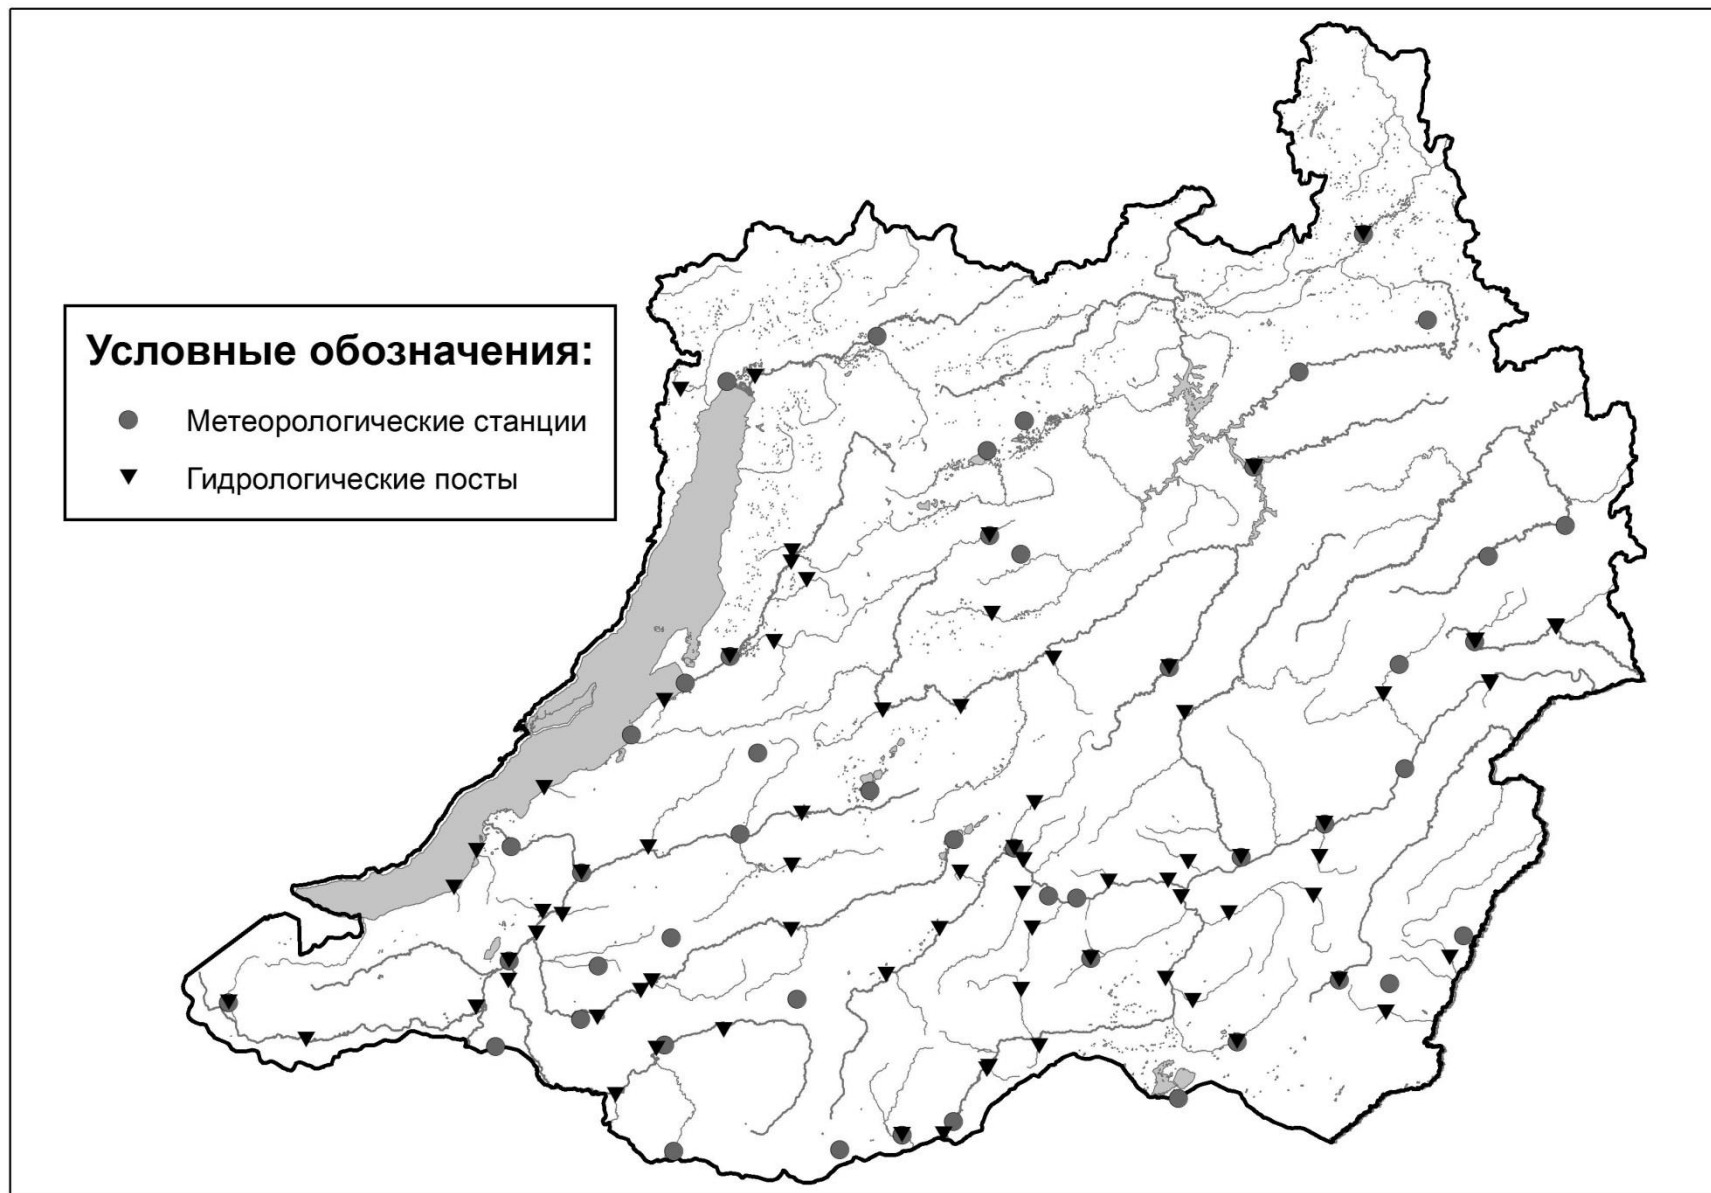 Условные обозначения:
Метеорологические станции
Гидрологические посты